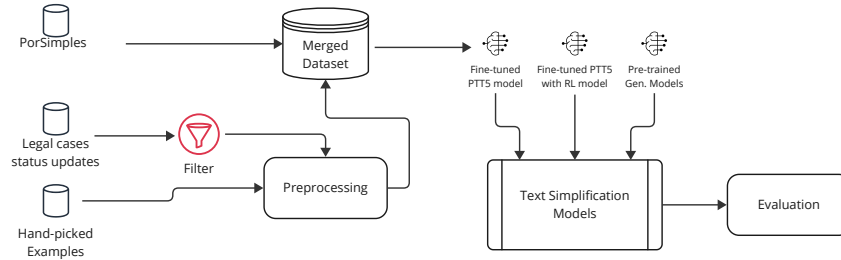 PorSimples
Merged
Dataset
Fine-tuned
PTT5 model
Fine-tuned PTT5
with RL model
Pre-trained
Gen. Models
Legal cases
status updates
Filter
Preprocessing
Hand-picked
Examples
Text Simplification
Models
Evaluation